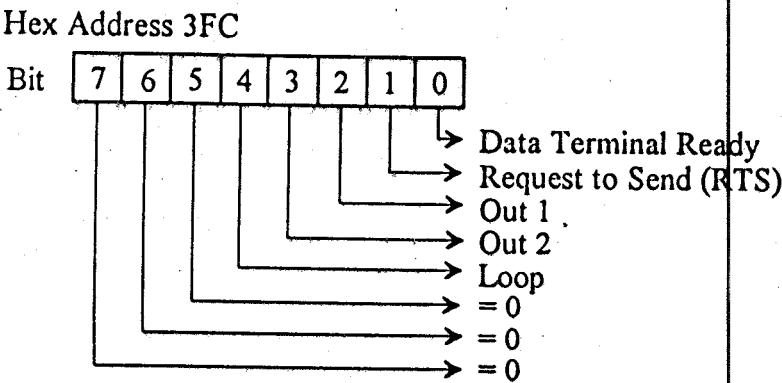 Hex Address 3FC
Bit 7 6 5 4 3 2 1 0
Data Terminal Ready
Request to Send (RTS)
Out 1
Out 2
Loop
= 0
= 0
= 0